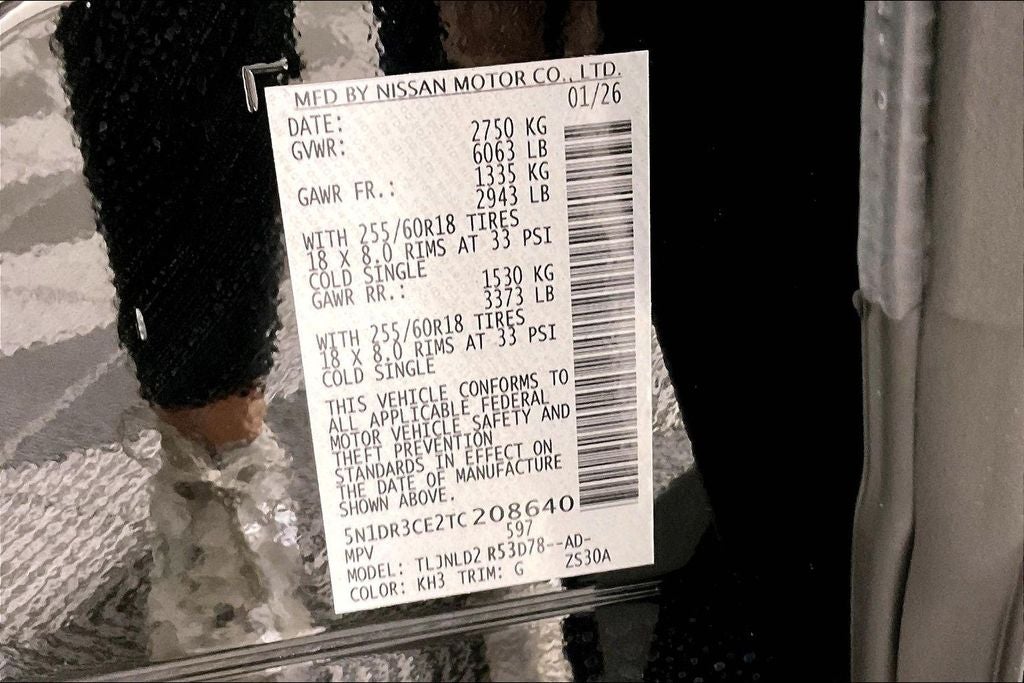 MFD BY NISSAN MOTOR CO., LTD.
DATE: 01/26
GVWR: 2750 KG
6063 LB
GAWR FR.: 1335 KG
2943 LB
WITH 255/60R18 TIRES
18 X 8.0 RIMS AT 33 PSI
COLD SINGLE
GAWR RR.: 1530 KG
3373 LB
WITH 255/60R18 TIRES
18 X 8.0 RIMS AT 33 PSI
COLD SINGLE
THIS VEHICLE CONFORMS TO
ALL APPLICABLE FEDERAL
MOTOR VEHICLE SAFETY AND
THEFT PREVENTION
STANDARDS IN EFFECT ON
THE DATE OF MANUFACTURE
SHOWN ABOVE.
5N1DR3CE2TC208640
MPV 597
MODEL: TLJNLD2 R53D78--AD-
COLOR: KH3 TRIM: G ZS30A